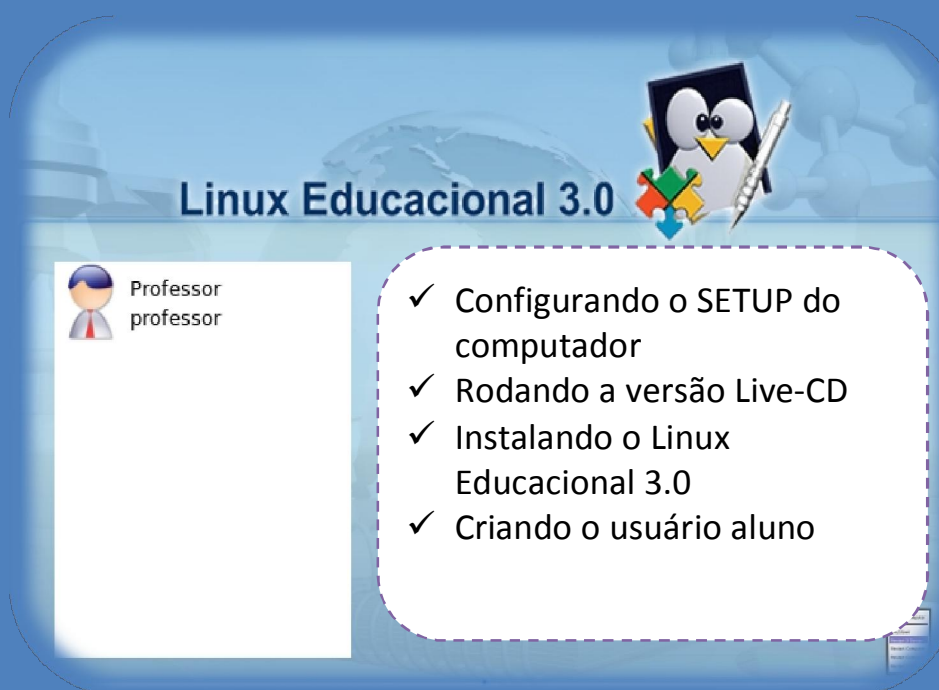 Linux Educacional 3.0
Professor
professor
✓ Configurando o SETUP do
computador
✓ Rodando a versão Live-CD
✓ Instalando o Linux
Educacional 3.0
✓ Criando o usuário aluno